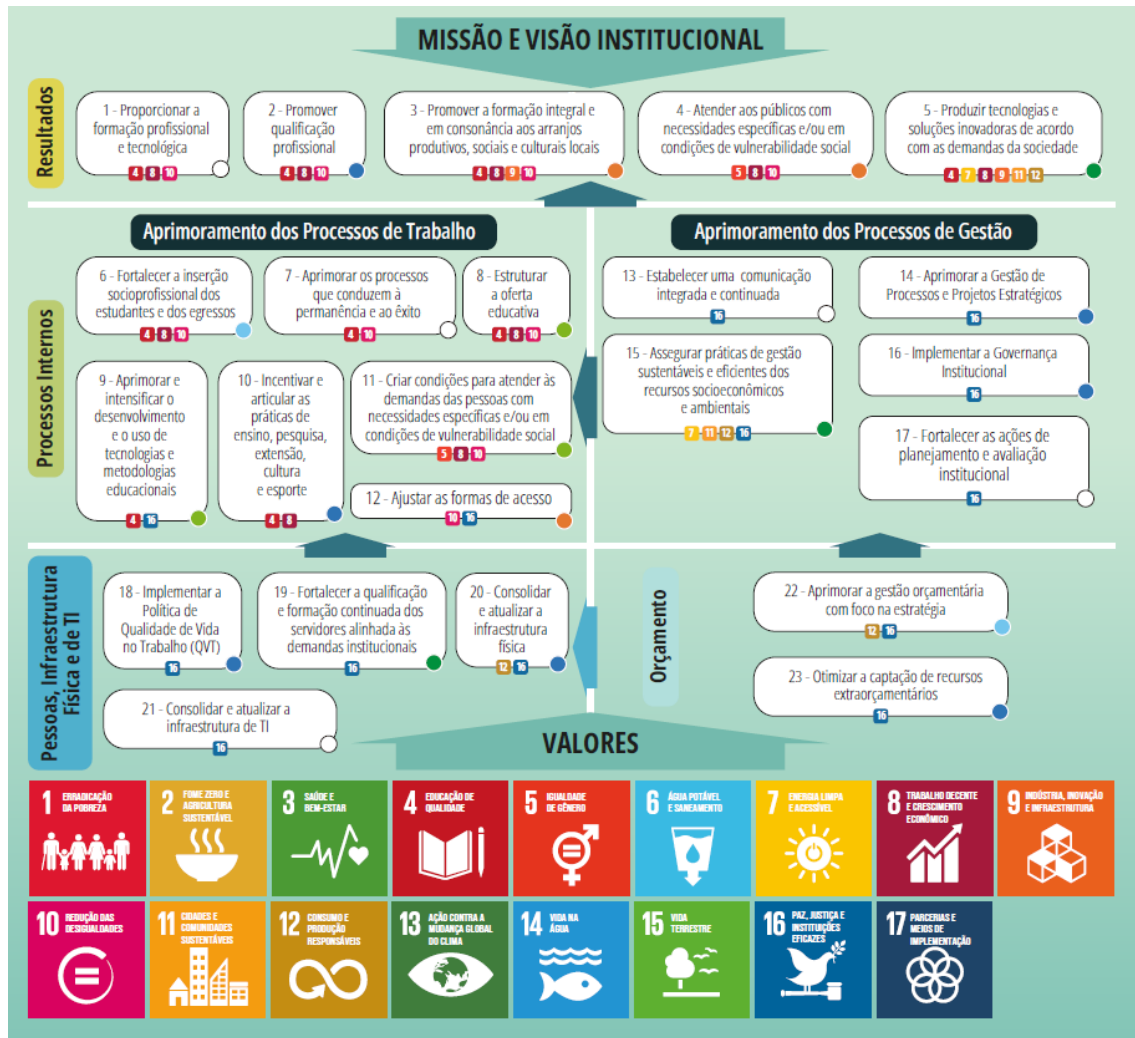 MISSÃO E VISÃO INSTITUCIONAL
Resultados
1 - Proporcionar a
formação profissional
e tecnológica
4 8 10
2 - Promover
qualificação
profissional
4 8 10
3 - Promover a formação integral e
em consonância aos arranjos
produtivos, sociais e culturais locais
4 8 9 10
4 - Atender aos públicos com
necessidades específicas e/ou em
condições de vulnerabilidade social
5 8 10
5 - Produzir tecnologias e
soluções inovadoras de acordo
com as demandas da sociedade
4 7 8 9 11 12
Processos Internos
Aprimoramento dos Processos de Trabalho
6 - Fortalecer a inserção
socioprofissional dos
estudantes e dos egressos
4 8 10
7 - Aprimorar os processos
que conduzem à
permanência e ao êxito
4 10
8 - Estruturar
a oferta
educativa
4 8 10
9 - Aprimorar e
intensificar o
desenvolvimento
e o uso de
tecnologias e
metodologias
educacionais
4 16
10 - Incentivar e
articular as
práticas de
ensino, pesquisa,
extensão,
cultura
e esporte
4 8
11 - Criar condições para atender às
demandas das pessoas com
necessidades específicas e/ou em
condições de vulnerabilidade social
5 8 10
12 - Ajustar as formas de acesso
10 16
Aprimoramento dos Processos de Gestão
13 - Estabelecer uma comunicação
integrada e continuada
16
14 - Aprimorar a Gestão de
Processos e Projetos Estratégicos
16
15 - Assegurar práticas de gestão
sustentáveis e eficientes dos
recursos socioeconômicos
e ambientais
7 11 12 16
16 - Implementar a Governança
Institucional
16
17 - Fortalecer as ações de
planejamento e avaliação
institucional
16
Pessoas, Infraestrutura
Física e de TI
18 - Implementar a
Política de
Qualidade de Vida
no Trabalho (QVT)
16
19 - Fortalecer a qualificação
e formação continuada dos
servidores alinhada às
demandas institucionais
16
20 - Consolidar
e atualizar a
infraestrutura
física
12 16
21 - Consolidar e atualizar a
infraestrutura de TI
16
Orçamento
22 - Aprimorar a gestão orçamentária
com foco na estratégia
12 16
23 - Otimizar a captação de recursos
extraorçamentários
16
VALORES
1 ERRADICAÇÃO
DA POBREZA
2 FOME ZERO E
AGRICULTURA
SUSTENTÁVEL
3 SAÚDE E
BEM-ESTAR
4 EDUCAÇÃO DE
QUALIDADE
5 IGUALDADE
DE GÊNERO
6 ÁGUA POTÁVEL
E SANEAMENTO
7 ENERGIA LIMPA
E ACESSÍVEL
8 TRABALHO DECENTE
E CRESCIMENTO
ECONÔMICO
9 INDÚSTRIA, INOVAÇÃO
E INFRAESTRUTURA
10 REDUÇÃO DAS
DESIGUALDADES
11 CIDADES E
COMUNIDADES
SUSTENTÁVEIS
12 CONSUMO E
PRODUÇÃO
RESPONSÁVEIS
13 AÇÃO CONTRA A
MUDANÇA GLOBAL
DO CLIMA
14 VIDA NA
ÁGUA
15 VIDA
TERRESTRE
16 PAZ, JUSTIÇA E
INSTITUIÇÕES
EFICAZES
17 PARCERIAS E
MEIOS DE
IMPLEMENTAÇÃO